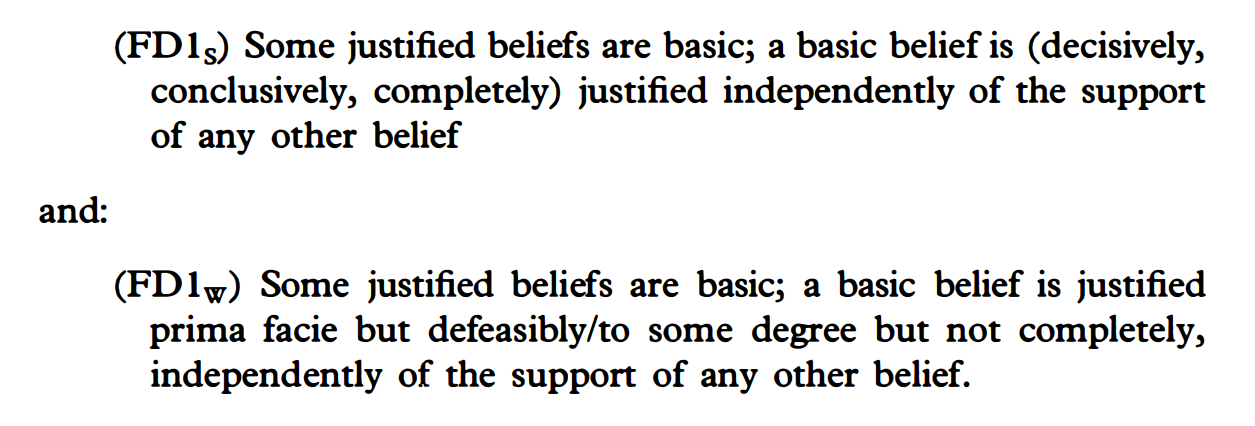 (FD1S) Some justified beliefs are basic; a basic belief is (decisively,
conclusively, completely) justified independently of the support
of any other belief
and:
(FD1W) Some justified beliefs are basic; a basic belief is justified
prima facie but defeasibly/to some degree but not completely,
independently of the support of any other belief.